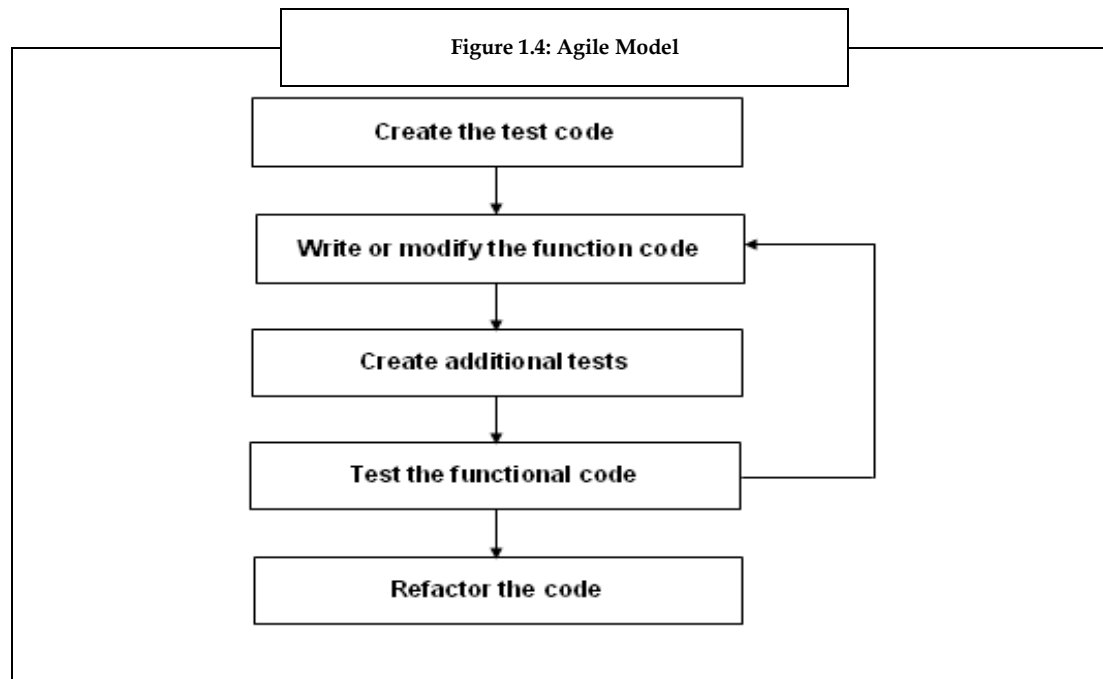 Figure 1.4: Agile Model
Create the test code
Write or modify the function code
Create additional tests
Test the functional code
Refactor the code